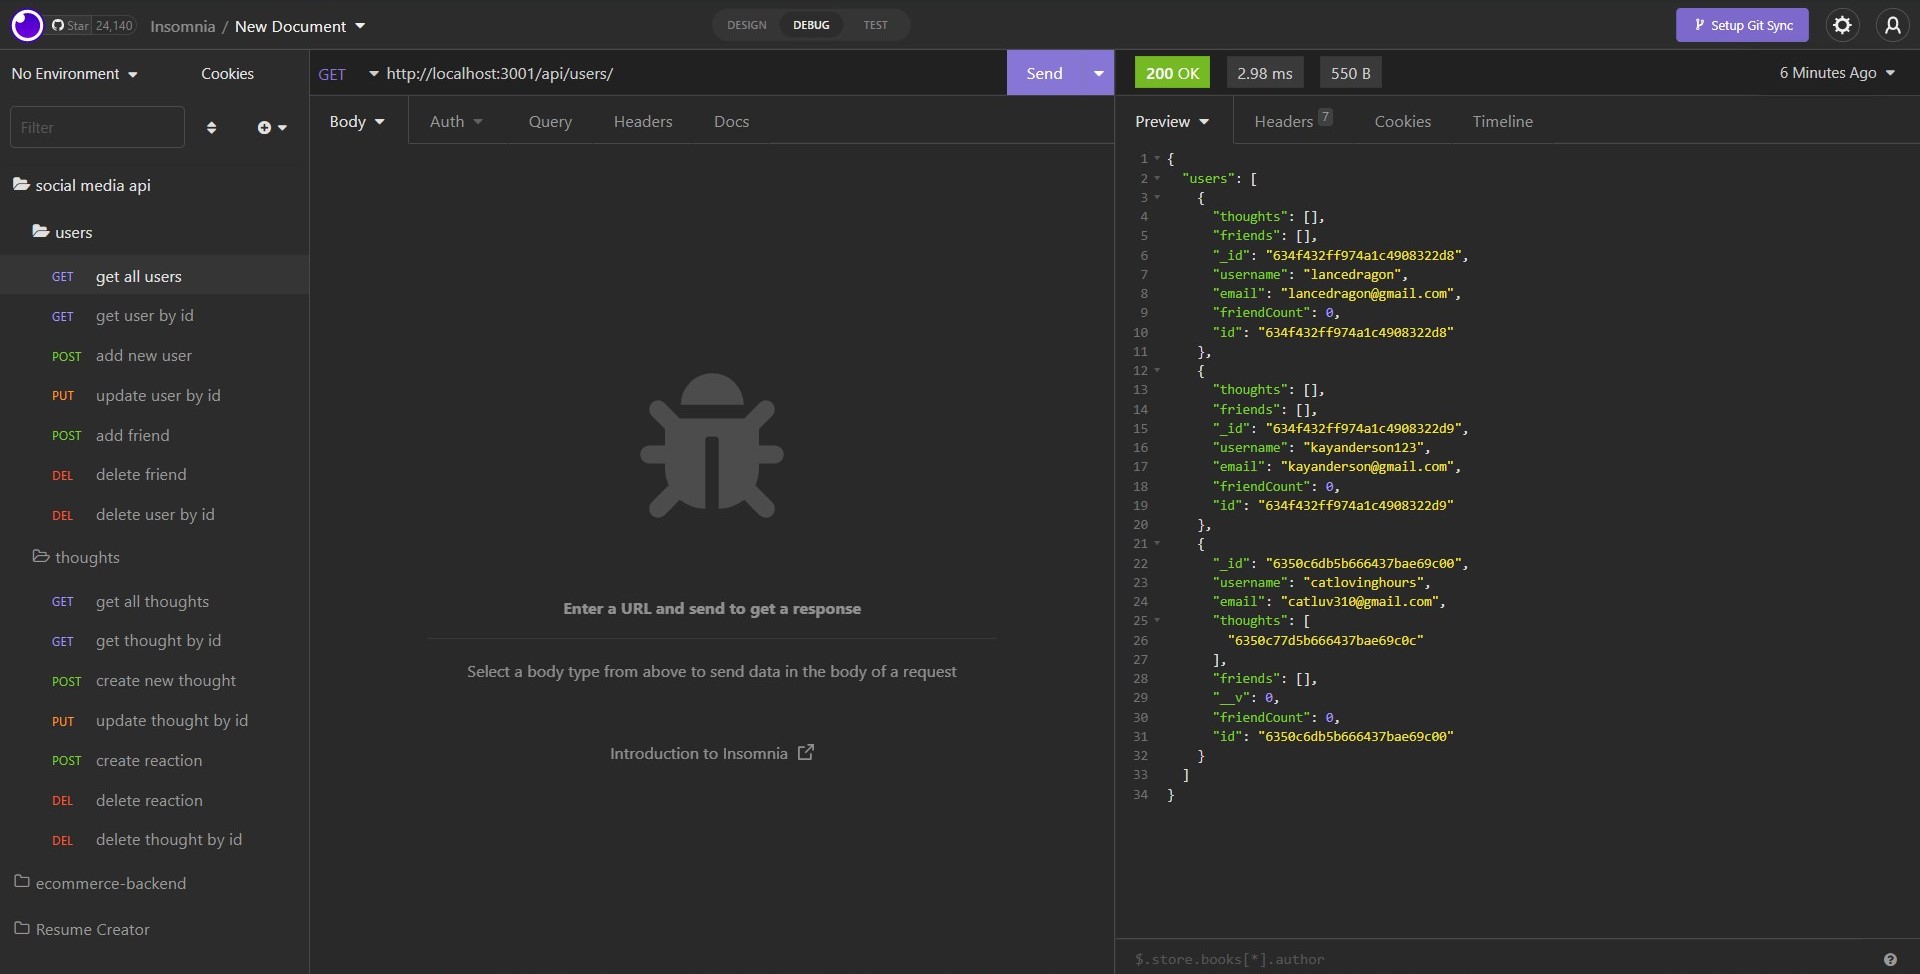 Star 24,140 Insomnia / New Document
DESIGN DEBUG TEST
Setup Git Sync
No Environment Cookies
Filter
social media api
users
GET get all users
GET get user by id
POST add new user
PUT update user by id
POST add friend
DEL delete friend
DEL delete user by id
thoughts
GET get all thoughts
GET get thought by id
POST create new thought
PUT update thought by id
POST create reaction
DEL delete reaction
DEL delete thought by id
ecommerce-backend
Resume Creator
GET http://localhost:3001/api/users/ Send
Body Auth Query Headers Docs
Enter a URL and send to get a response
Select a body type from above to send data in the body of a request
Introduction to Insomnia
200 OK 2.98 ms 550 B 6 Minutes Ago
Preview Headers 7 Cookies Timeline
1 {
2 "users": [
3 {
4 "thoughts": [],
5 "friends": [],
6 "_id": "634f432ff974a1c4908322d8",
7 "username": "lancedragon",
8 "email": "lancedragon@gmail.com",
9 "friendCount": 0,
10 "id": "634f432ff974a1c4908322d8"
11 },
12 {
13 "thoughts": [],
14 "friends": [],
15 "_id": "634f432ff974a1c4908322d9",
16 "username": "kayanderson123",
17 "email": "kayanderson@gmail.com",
18 "friendCount": 0,
19 "id": "634f432ff974a1c4908322d9"
20 },
21 {
22 "_id": "6350c6db5b666437bae69c00",
23 "username": "catlovinghours",
24 "email": "catluv310@gmail.com",
25 "thoughts": [
26 "6350c77d5b666437bae69c0c"
27 ],
28 "friends": [],
29 "__v": 0,
30 "friendCount": 0,
31 "id": "6350c6db5b666437bae69c00"
32 }
33 ]
34 }
$.store.books[*].author